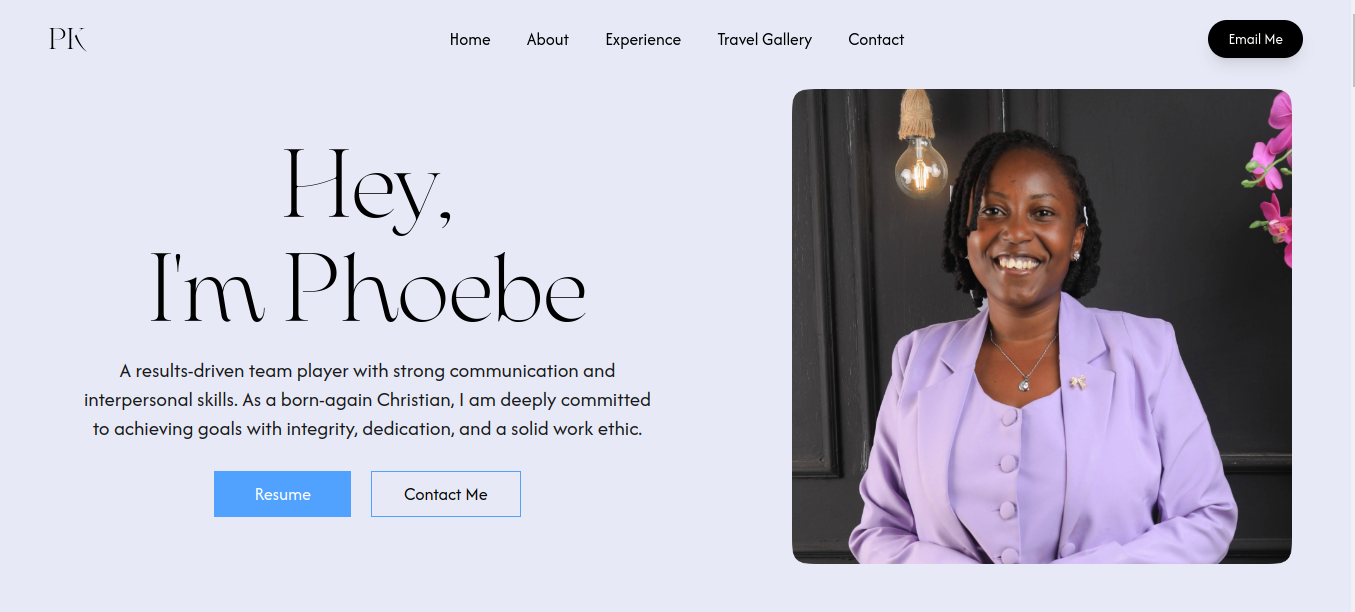 PK
Home
About
Experience
Travel Gallery
Contact
Email Me
Hey,
I'm Phoebe
A results-driven team player with strong communication and
interpersonal skills. As a born-again Christian, I am deeply committed
to achieving goals with integrity, dedication, and a solid work ethic.
Resume
Contact Me